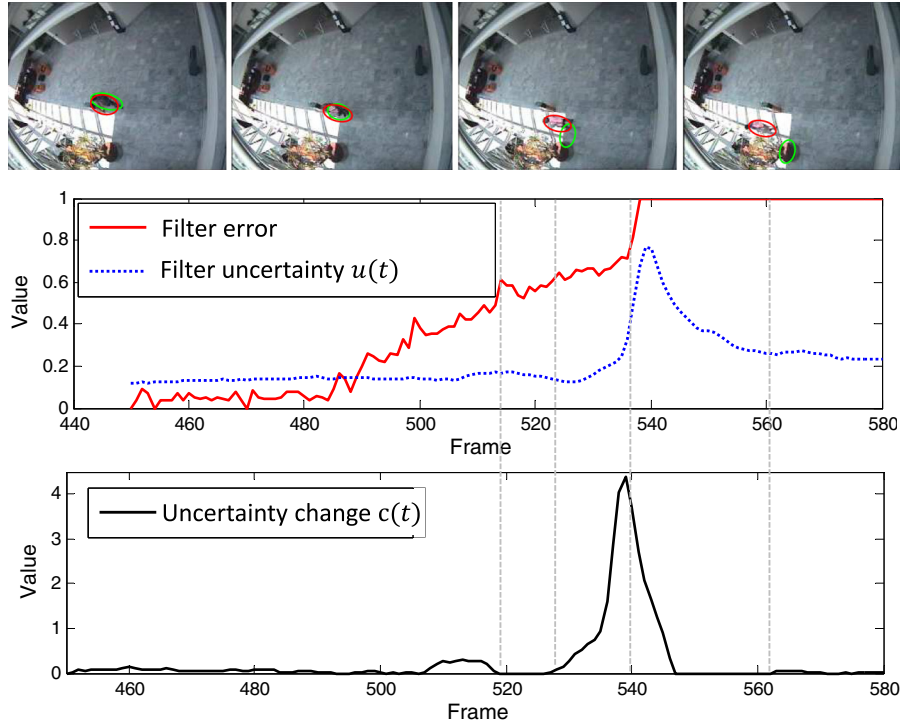 1
0.8
0.6
0.4
0.2
0
Value
Filter error
Filter uncertainty u(t)
440 460 480 500 520 540 560 580
Frame
4
3
2
1
0
Value
Uncertainty change c(t)
460 480 500 520 540 560 580
Frame